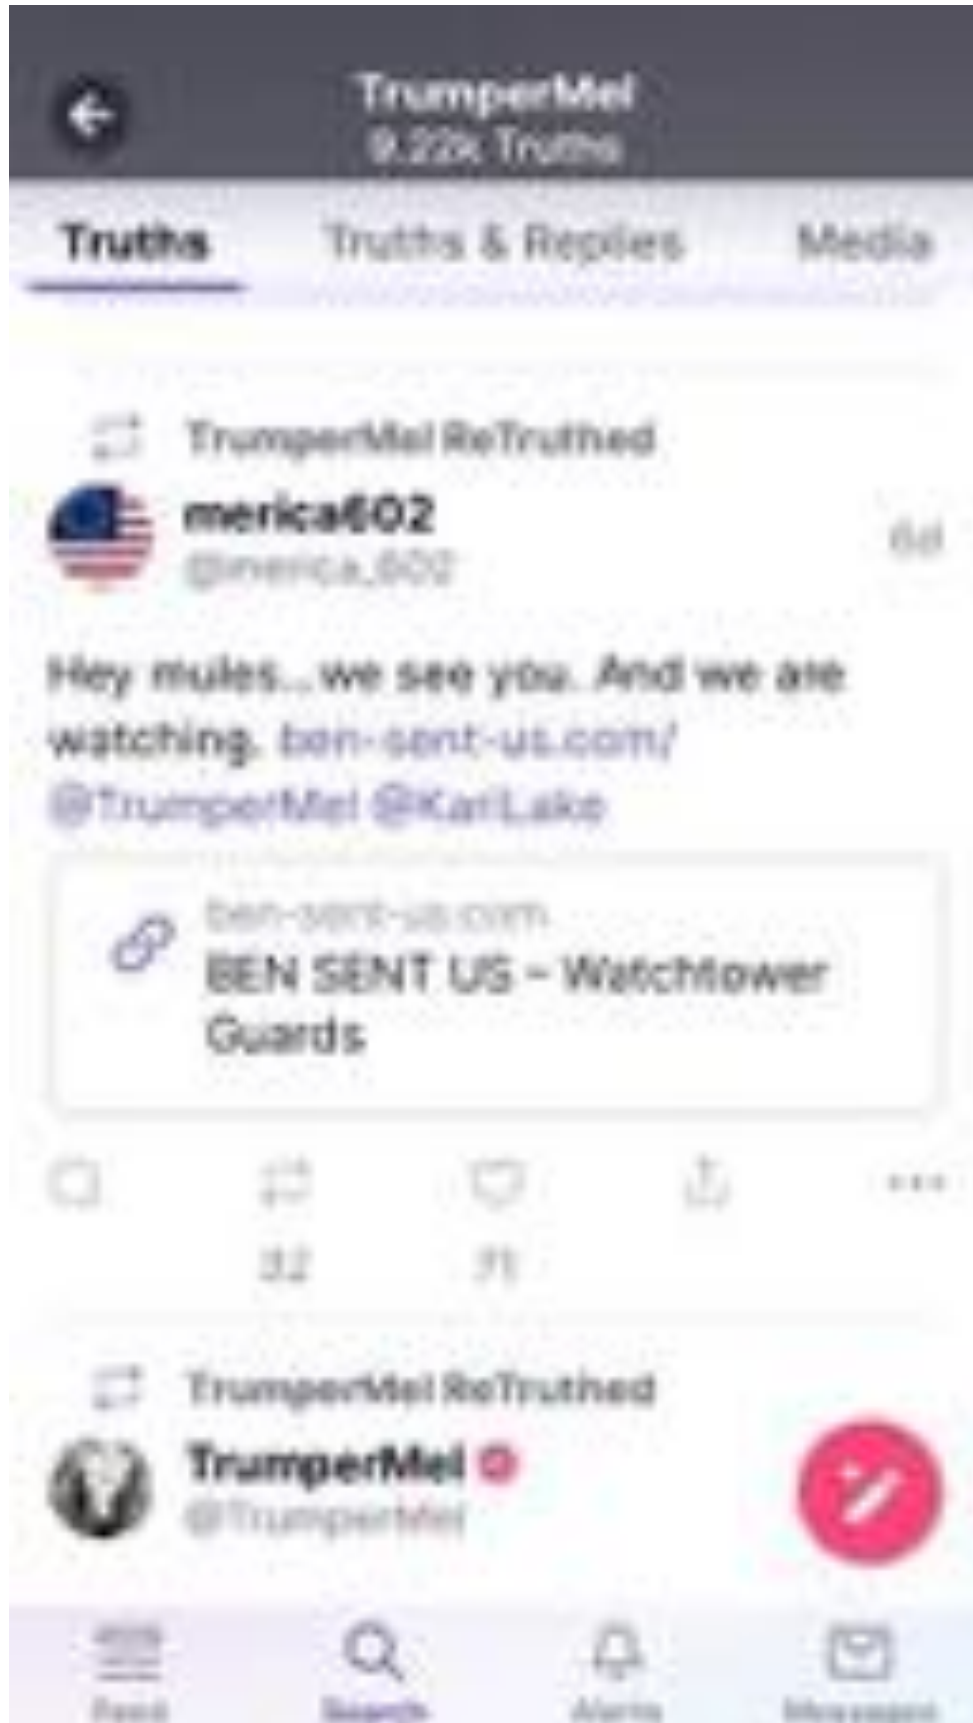 TrumperMel
9.22k Truths
Truths Truths & Replies Media
TrumperMel ReTruthed
merica602
@merica_602 6d
Hey mules...we see you. And we are
watching. ben-sent-us.com/
@TrumperMel @KariLake
ben-sent-us.com
BEN SENT US - Watchtower
Guards
32 71
TrumperMel ReTruthed
TrumperMel
@TrumperMel
Feed Search Alerts Messages